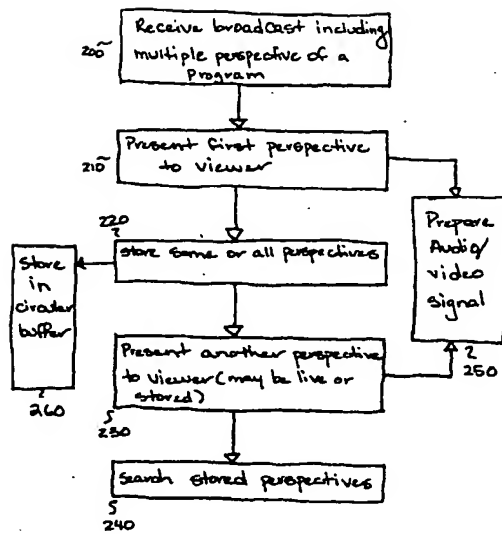 Receive broadcast including
multiple perspective of a
Program
200
Present first perspective
to viewer
210
220
store some or all perspectives
Store
in
circular
buffer
260
Prepare
Audio/
video
signal
250
Present another perspective
to viewer (may be live or
stored)
230
Search stored perspectives
240